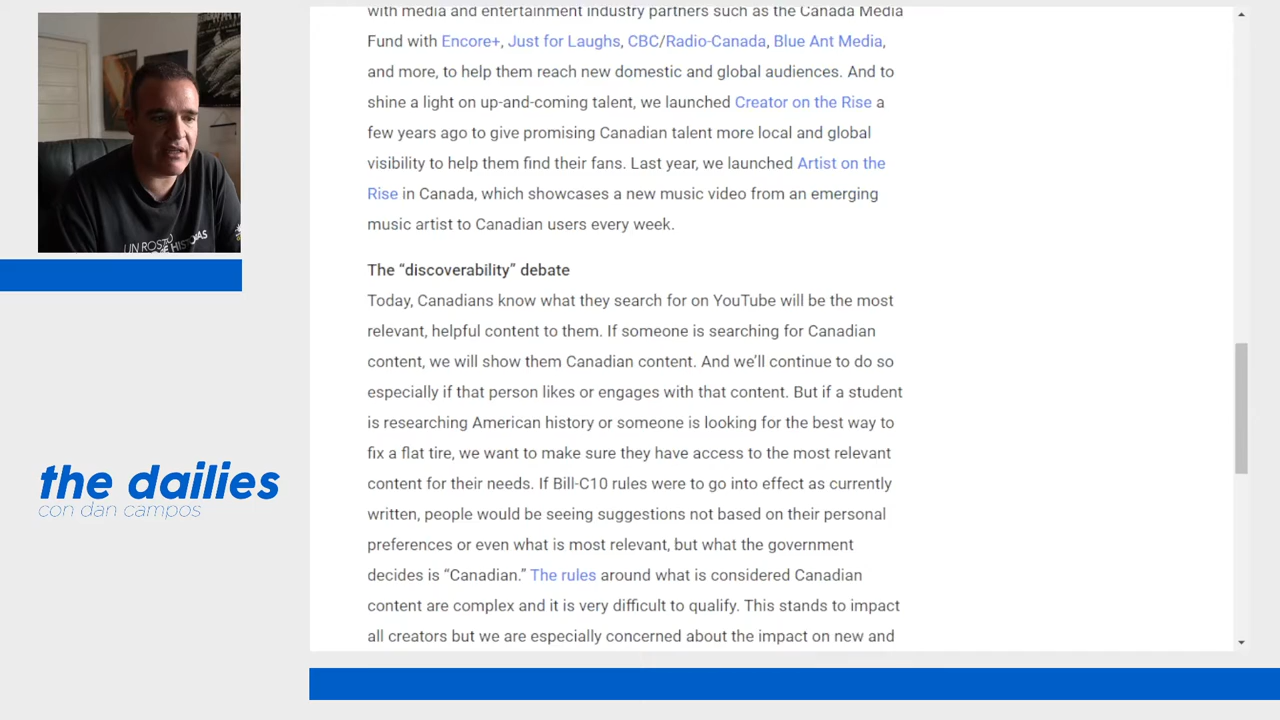 with media and entertainment industry partners such as the Canada Media
Fund with Encore+, Just for Laughs, CBC/Radio-Canada, Blue Ant Media,
and more, to help them reach new domestic and global audiences. And to
shine a light on up-and-coming talent, we launched Creator on the Rise a
few years ago to give promising Canadian talent more local and global
visibility to help them find their fans. Last year, we launched Artist on the
Rise in Canada, which showcases a new music video from an emerging
music artist to Canadian users every week.
The “discoverability” debate
Today, Canadians know what they search for on YouTube will be the most
relevant, helpful content to them. If someone is searching for Canadian
content, we will show them Canadian content. And we’ll continue to do so
especially if that person likes or engages with that content. But if a student
is researching American history or someone is looking for the best way to
fix a flat tire, we want to make sure they have access to the most relevant
content for their needs. If Bill-C10 rules were to go into effect as currently
written, people would be seeing suggestions not based on their personal
preferences or even what is most relevant, but what the government
decides is “Canadian.” The rules around what is considered Canadian
content are complex and it is very difficult to qualify. This stands to impact
all creators but we are especially concerned about the impact on new and
UN ROSTRO
the dailies
con dan campos